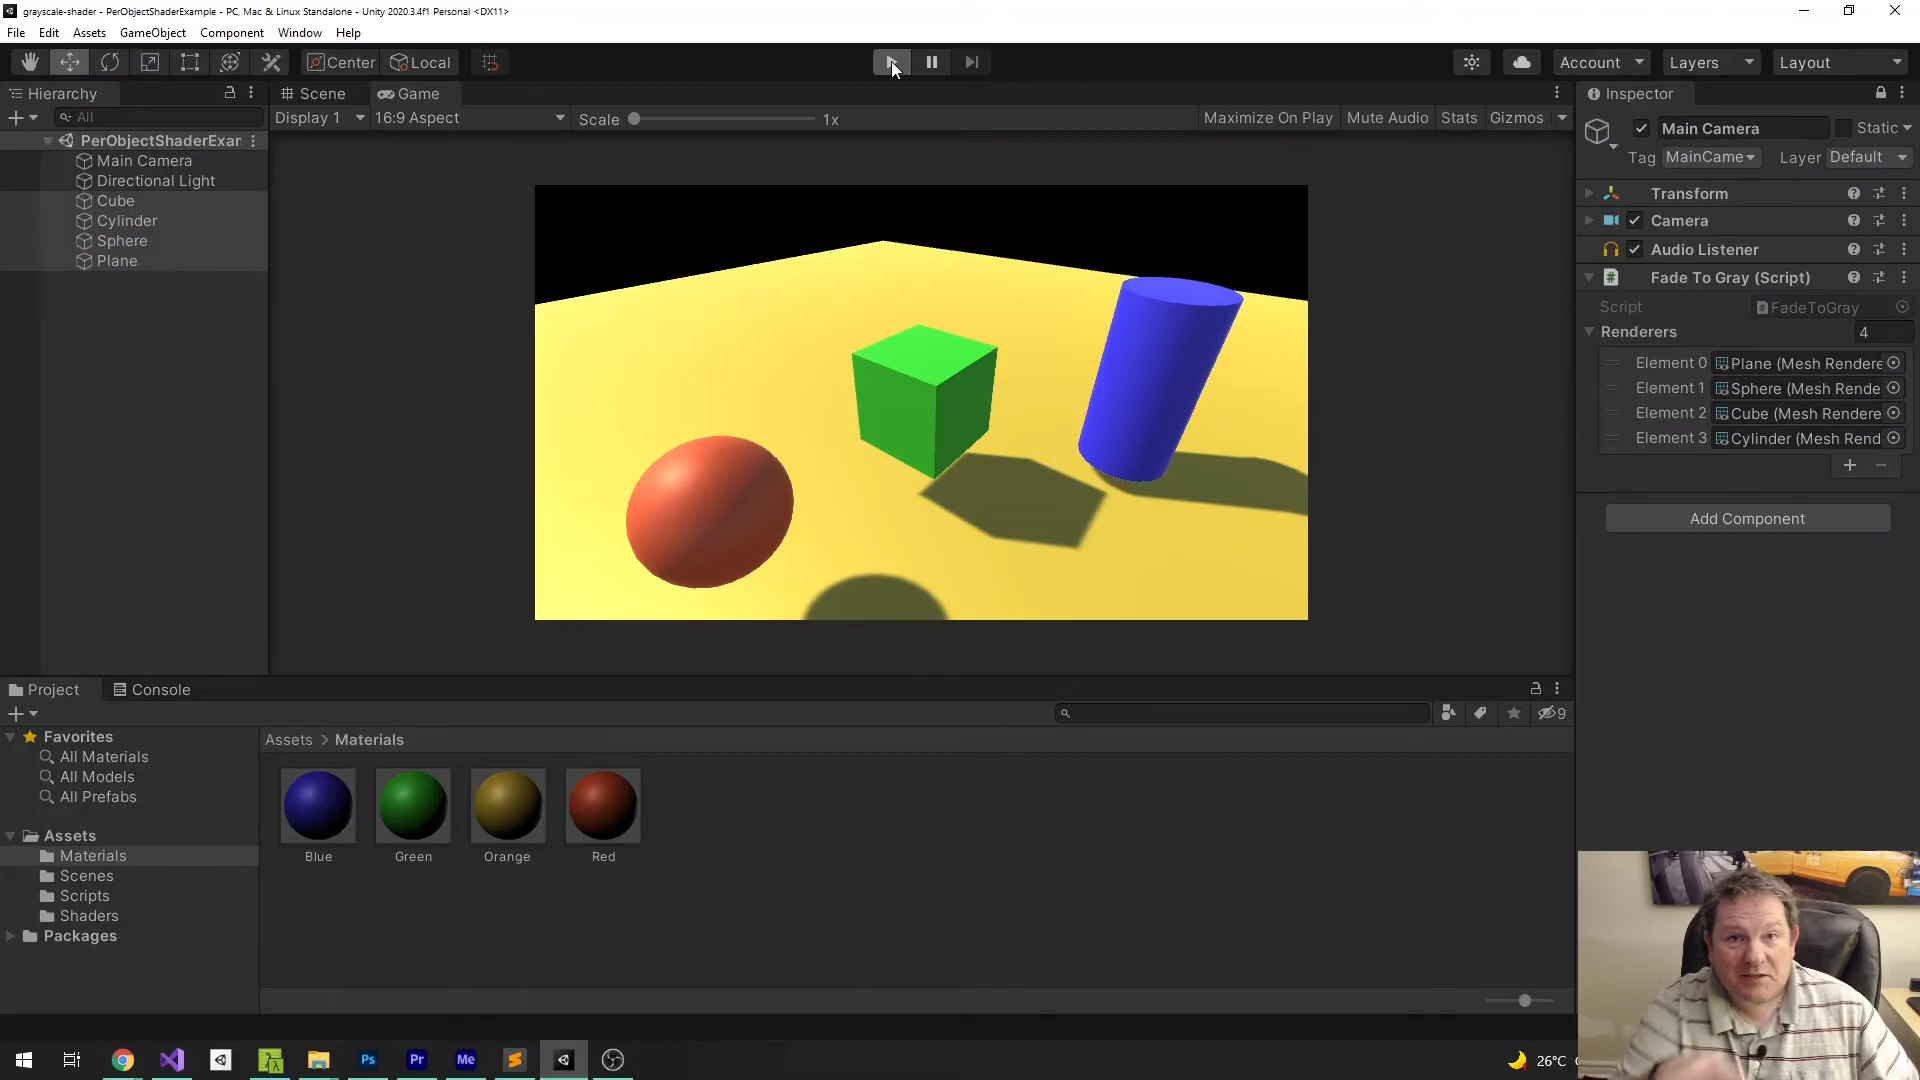 grayscale-shader - PerObjectShaderExample - PC, Mac & Linux Standalone - Unity 2020.3.4f1 Personal <DX11>
File Edit Assets GameObject Component Window Help
Center Local Account Layers Layout
Hierarchy
All
PerObjectShaderExar
Main Camera
Directional Light
Cube
Cylinder
Sphere
Plane
Scene Game
Display 1 16:9 Aspect Scale 1x Maximize On Play Mute Audio Stats Gizmos
Inspector
Main Camera Static
Tag MainCame Layer Default
Transform
Camera
Audio Listener
Fade To Gray (Script)
Script FadeToGray
Renderers 4
Element 0 Plane (Mesh Rendere
Element 1 Sphere (Mesh Rende
Element 2 Cube (Mesh Rendere
Element 3 Cylinder (Mesh Rend
Add Component
Project Console
9
Favorites
All Materials
All Models
All Prefabs
Assets
Materials
Scenes
Scripts
Shaders
Packages
Assets > Materials
Blue Green Orange Red
Ps Pr Me
26°C